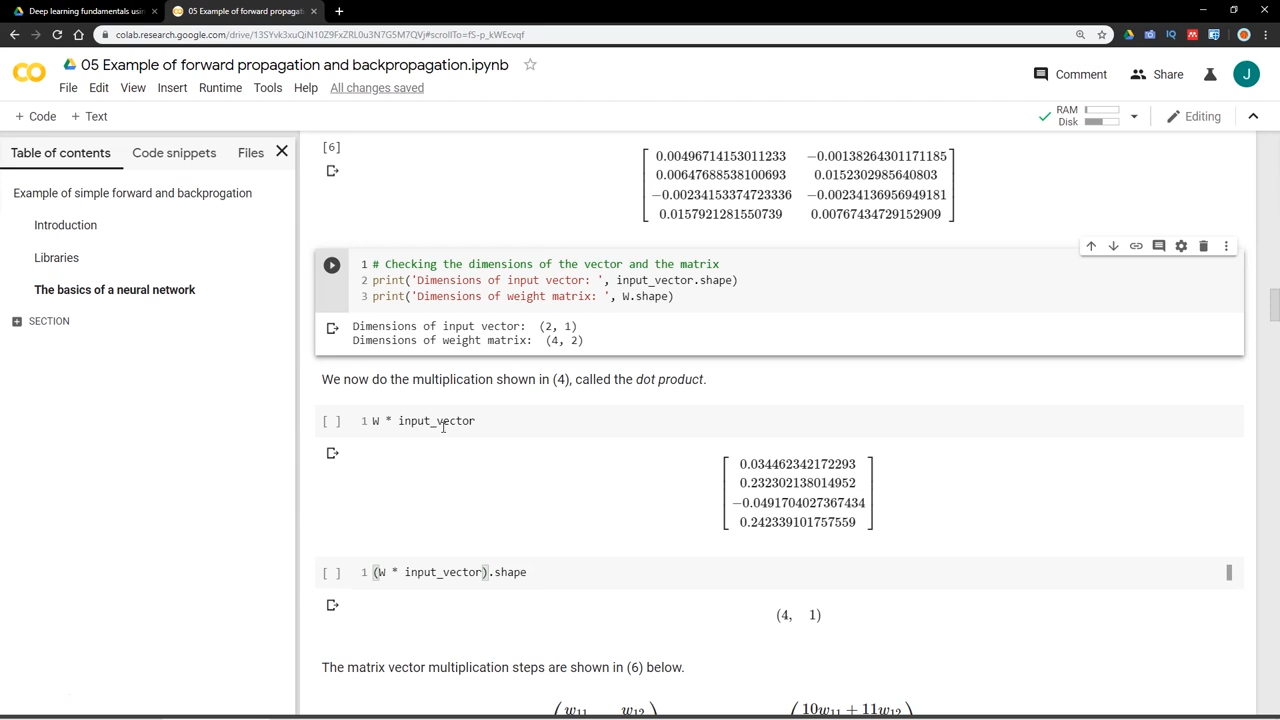 Deep learning fundamentals usin
05 Example of forward propagati
colab.research.google.com/drive/13SYvk3xuQiN10Z9FxZRL0u3N7G5M7QVj#scrollTo=fS-p_kWEcvqf
05 Example of forward propagation and backpropagation.ipynb
Comment
Share
J
File Edit View Insert Runtime Tools Help All changes saved
+ Code + Text
RAM
Disk
Editing
Table of contents
Code snippets
Files
Example of simple forward and backprogation
Introduction
Libraries
The basics of a neural network
SECTION
[6]
0.00496714153011233 −0.00138264301171185
0.00647688538100693 0.0152302985640803
−0.00234153374723336 −0.00234136956949181
0.0157921281550739 0.00767434729152909
1 # Checking the dimensions of the vector and the matrix
2 print('Dimensions of input vector: ', input_vector.shape)
3 print('Dimensions of weight matrix: ', W.shape)
Dimensions of input vector: (2, 1)
Dimensions of weight matrix: (4, 2)
We now do the multiplication shown in (4), called the dot product.
[ ] 1 W * input_vector
0.034462342172293
0.232302138014952
−0.0491704027367434
0.242339101757559
[ ] 1 (W * input_vector).shape
(4, 1)
The matrix vector multiplication steps are shown in (6) below.
w11 w12 10w11 + 11w12